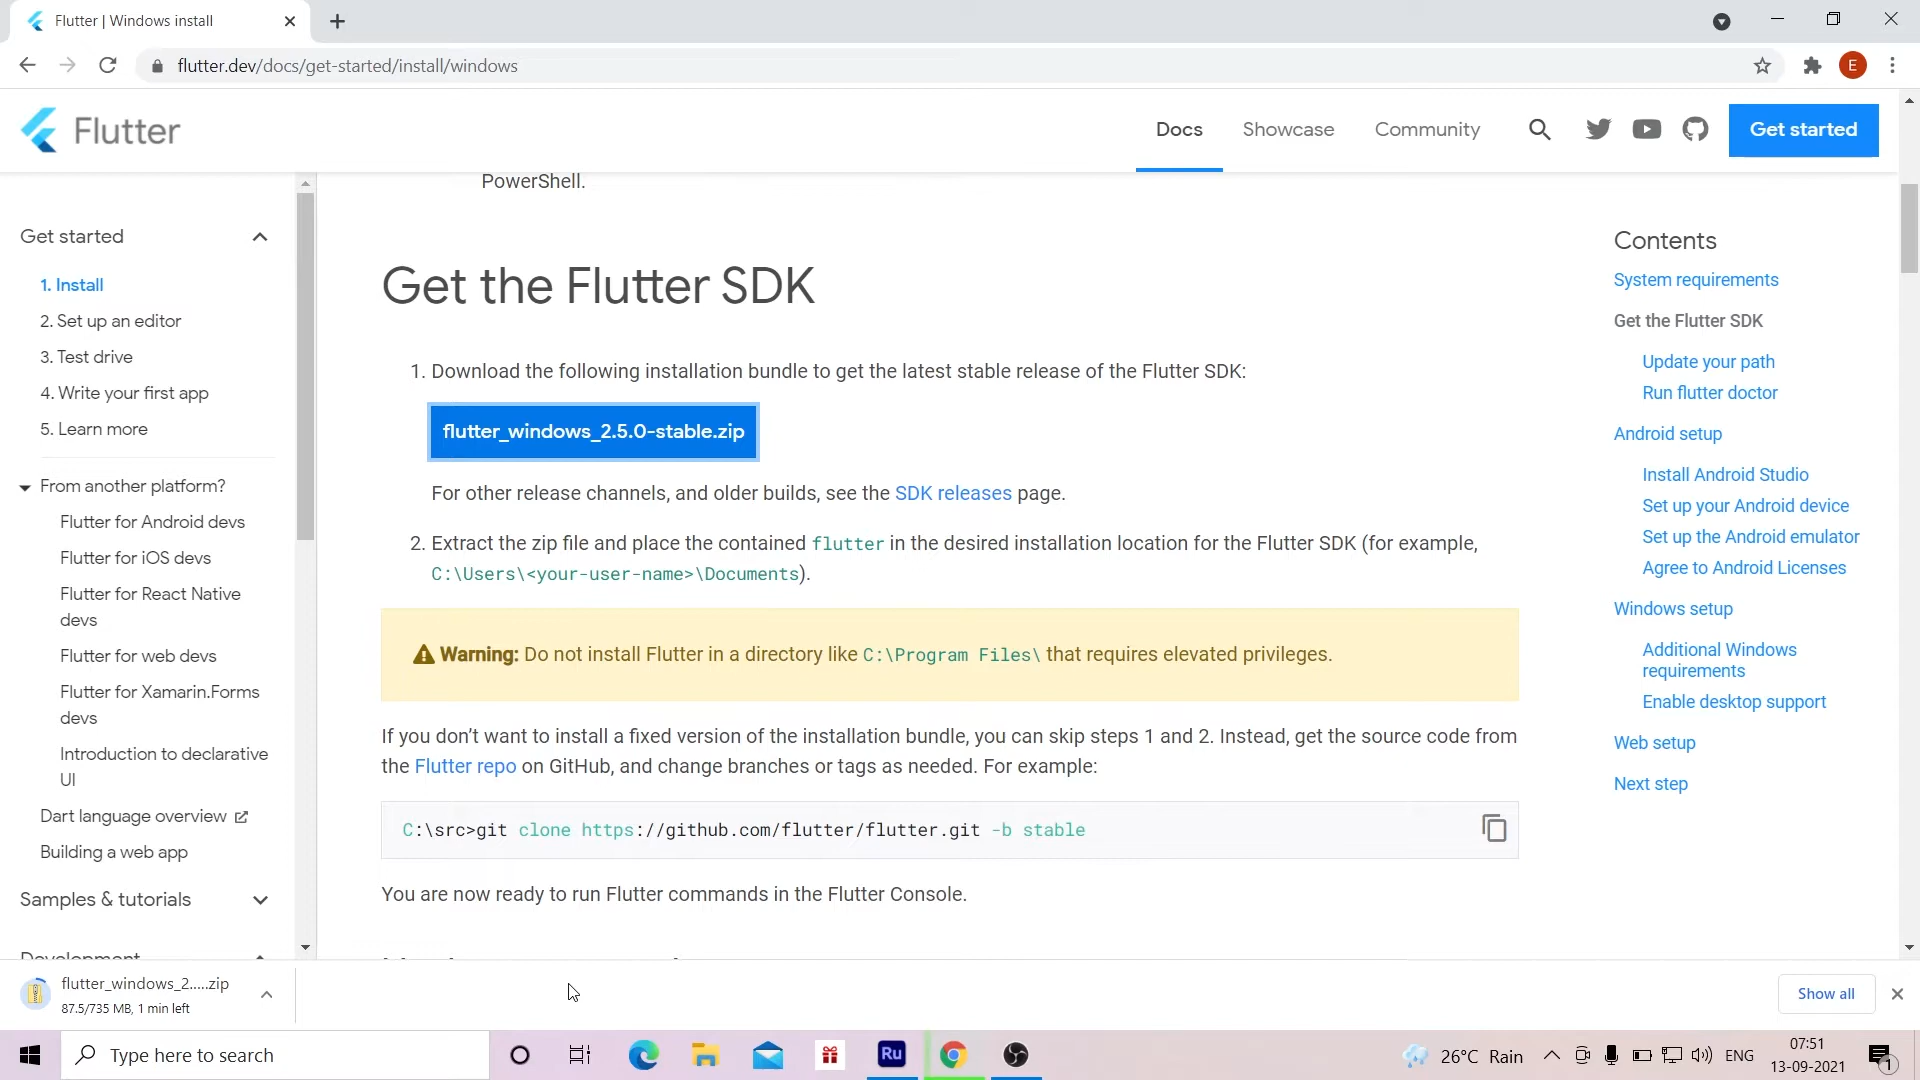 Flutter | Windows install
flutter.dev/docs/get-started/install/windows
E
Flutter
Docs
Showcase
Community
Get started
PowerShell.
Get started
1. Install
2. Set up an editor
3. Test drive
4. Write your first app
5. Learn more
From another platform?
Flutter for Android devs
Flutter for iOS devs
Flutter for React Native
devs
Flutter for web devs
Flutter for Xamarin.Forms
devs
Introduction to declarative
UI
Dart language overview
Building a web app
Samples & tutorials
Development
Get the Flutter SDK
1. Download the following installation bundle to get the latest stable release of the Flutter SDK:
flutter_windows_2.5.0-stable.zip
For other release channels, and older builds, see the SDK releases page.
2. Extract the zip file and place the contained flutter in the desired installation location for the Flutter SDK (for example,
C:\Users\<your-user-name>\Documents).
Warning: Do not install Flutter in a directory like C:\Program Files\ that requires elevated privileges.
If you don’t want to install a fixed version of the installation bundle, you can skip steps 1 and 2. Instead, get the source code from
the Flutter repo on GitHub, and change branches or tags as needed. For example:
C:\src>git clone https://github.com/flutter/flutter.git -b stable
You are now ready to run Flutter commands in the Flutter Console.
Contents
System requirements
Get the Flutter SDK
Update your path
Run flutter doctor
Android setup
Install Android Studio
Set up your Android device
Set up the Android emulator
Agree to Android Licenses
Windows setup
Additional Windows
requirements
Enable desktop support
Web setup
Next step
flutter_windows_2.....zip
87.5/735 MB, 1 min left
Show all
Type here to search
Ru
26°C Rain
ENG
07:51
13-09-2021
1